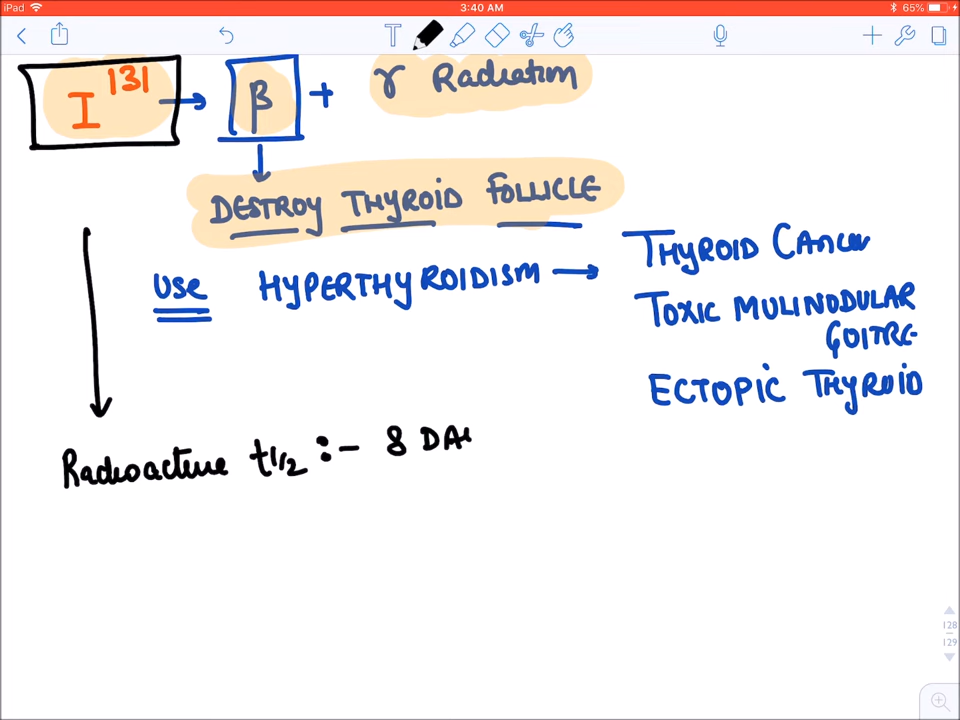 iPad 3:40 AM 65%
I 131 → β + γ Radiation
DESTROY THYROID FOLLICLE
USE HYPERTHYROIDISM → THYROID CANCER
TOXIC MULINODULAR
GOITRE
ECTOPIC THYROID
Radioactive t1/2 :- 8 DAY
128
129